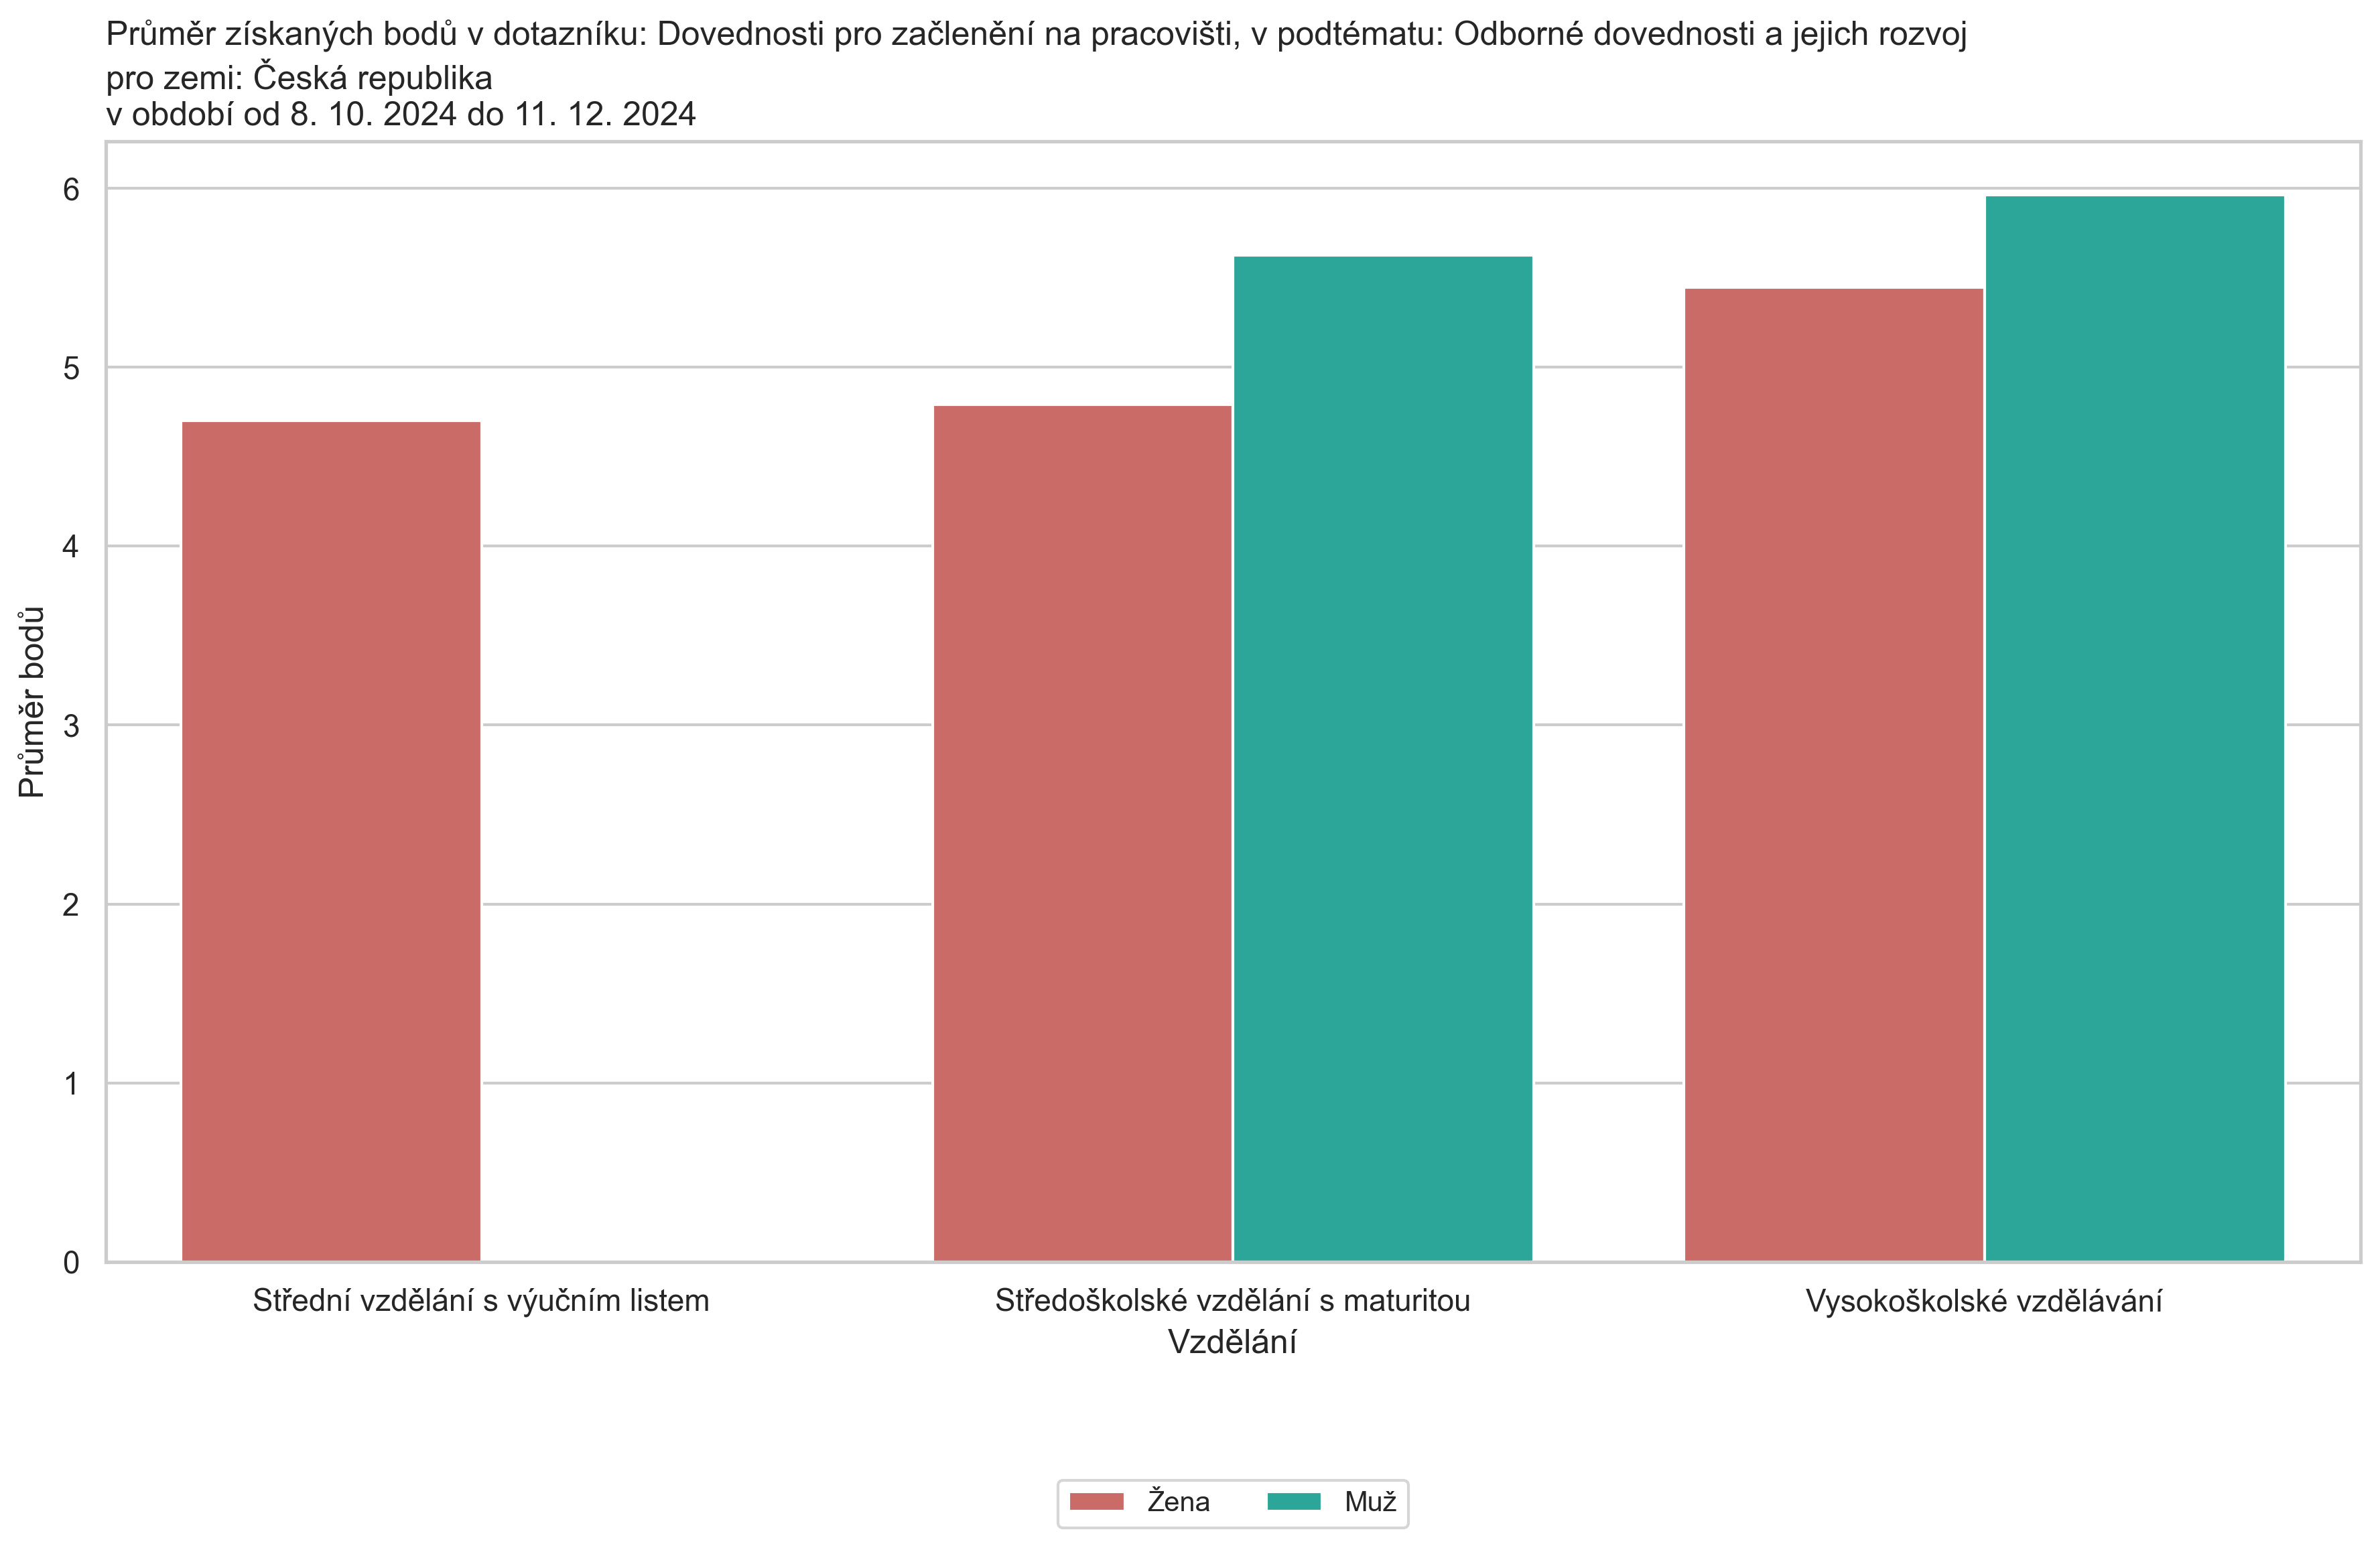 Průměr získaných bodů v dotazníku: Dovednosti pro začlenění na pracovišti, v podtématu: Odborné dovednosti a jejich rozvoj
pro zemi: Česká republika
v období od 8. 10. 2024 do 11. 12. 2024
6
5
4
3
2
1
0
Průměr bodů
Střední vzdělání s výučním listem
Středoškolské vzdělání s maturitou
Vysokoškolské vzdělávání
Vzdělání
Žena
Muž